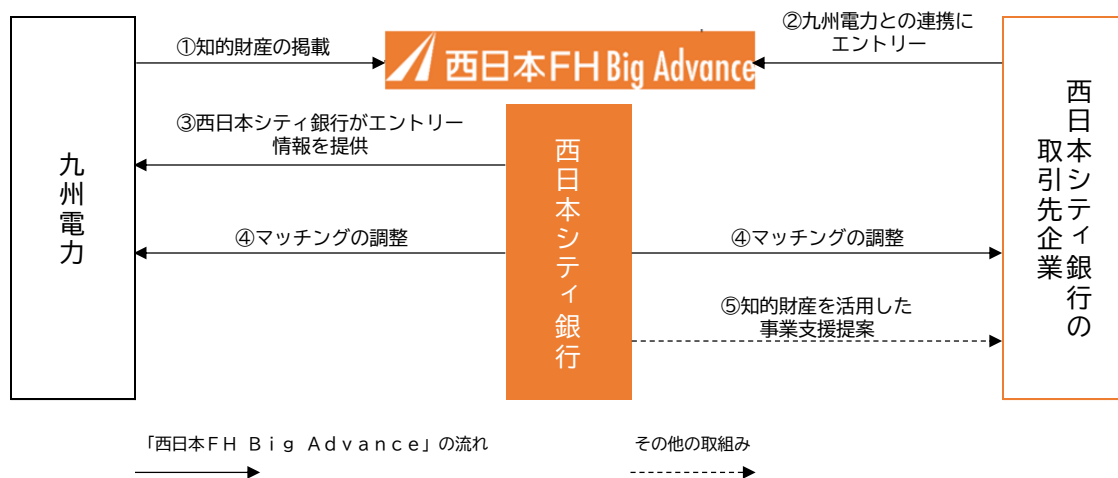 ①知的財産の掲載
西日本FH Big Advance
②九州電力との連携に
エントリー
③西日本シティ銀行がエントリー
情報を提供
九州電力
西日本シティ銀行
西日本シティ銀行の
取引先企業
④マッチングの調整
④マッチングの調整
⑤知的財産を活用した
事業支援提案
「西日本ＦＨ Ｂｉｇ Ａｄｖａｎｃｅ」の流れ
その他の取組み